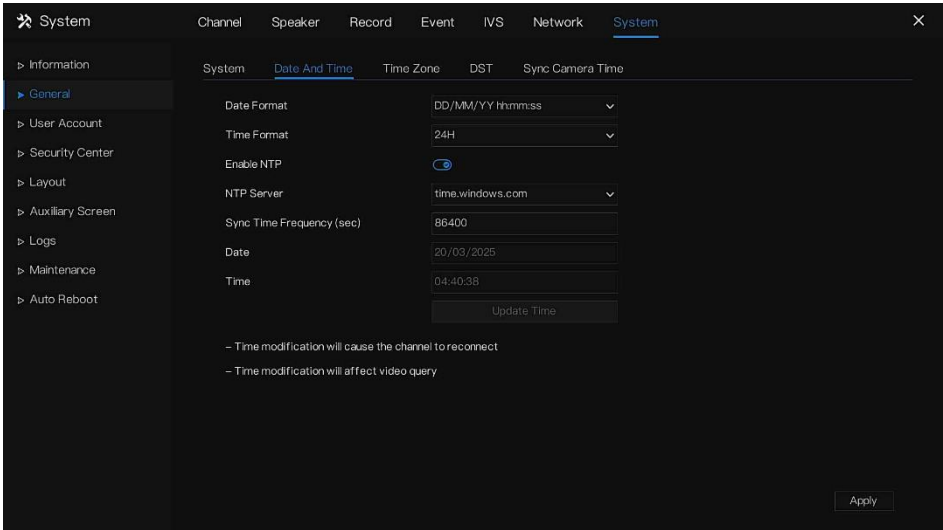 System Channel Speaker Record Event IVS Network System
Information
General
User Account
Security Center
Layout
Auxiliary Screen
Logs
Maintenance
Auto Reboot
System Date And Time Time Zone DST Sync Camera Time
Date Format DD/MM/YY hh:mm:ss
Time Format 24H
Enable NTP
NTP Server time.windows.com
Sync Time Frequency (sec) 86400
Date 20/03/2025
Time 04:40:38
Update Time
– Time modification will cause the channel to reconnect
– Time modification will affect video query
Apply